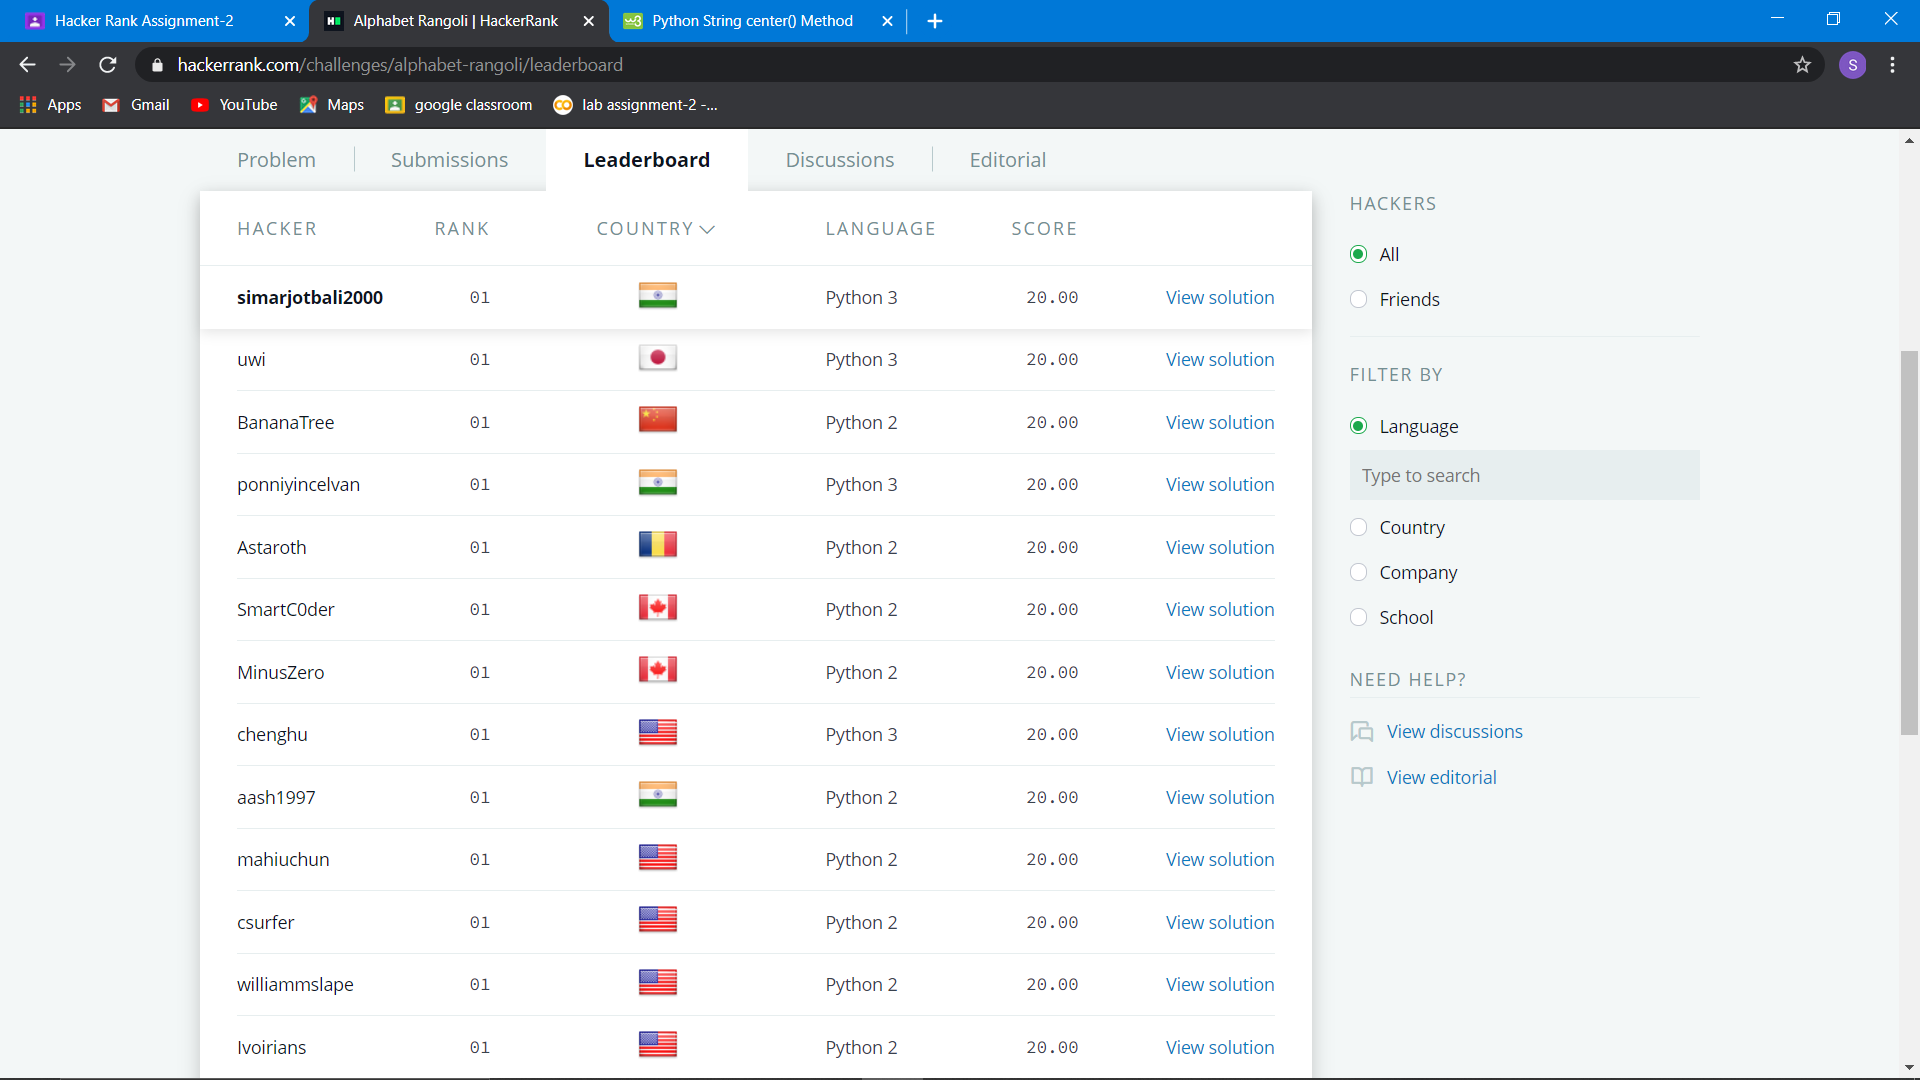 Hacker Rank Assignment-2
Alphabet Rangoli | HackerRank
Python String center() Method
hackerrank.com/challenges/alphabet-rangoli/leaderboard
S
Apps
Gmail
YouTube
Maps
google classroom
lab assignment-2 -...
Problem
Submissions
Leaderboard
Discussions
Editorial
HACKER RANK COUNTRY LANGUAGE SCORE
simarjotbali2000 01 Python 3 20.00 View solution
uwi 01 Python 3 20.00 View solution
BananaTree 01 Python 2 20.00 View solution
ponniyincelvan 01 Python 3 20.00 View solution
Astaroth 01 Python 2 20.00 View solution
SmartC0der 01 Python 2 20.00 View solution
MinusZero 01 Python 2 20.00 View solution
chenghu 01 Python 3 20.00 View solution
aash1997 01 Python 2 20.00 View solution
mahiuchun 01 Python 2 20.00 View solution
csurfer 01 Python 2 20.00 View solution
williammslape 01 Python 2 20.00 View solution
Ivoirians 01 Python 2 20.00 View solution
HACKERS
All
Friends
FILTER BY
Language
Type to search
Country
Company
School
NEED HELP?
View discussions
View editorial